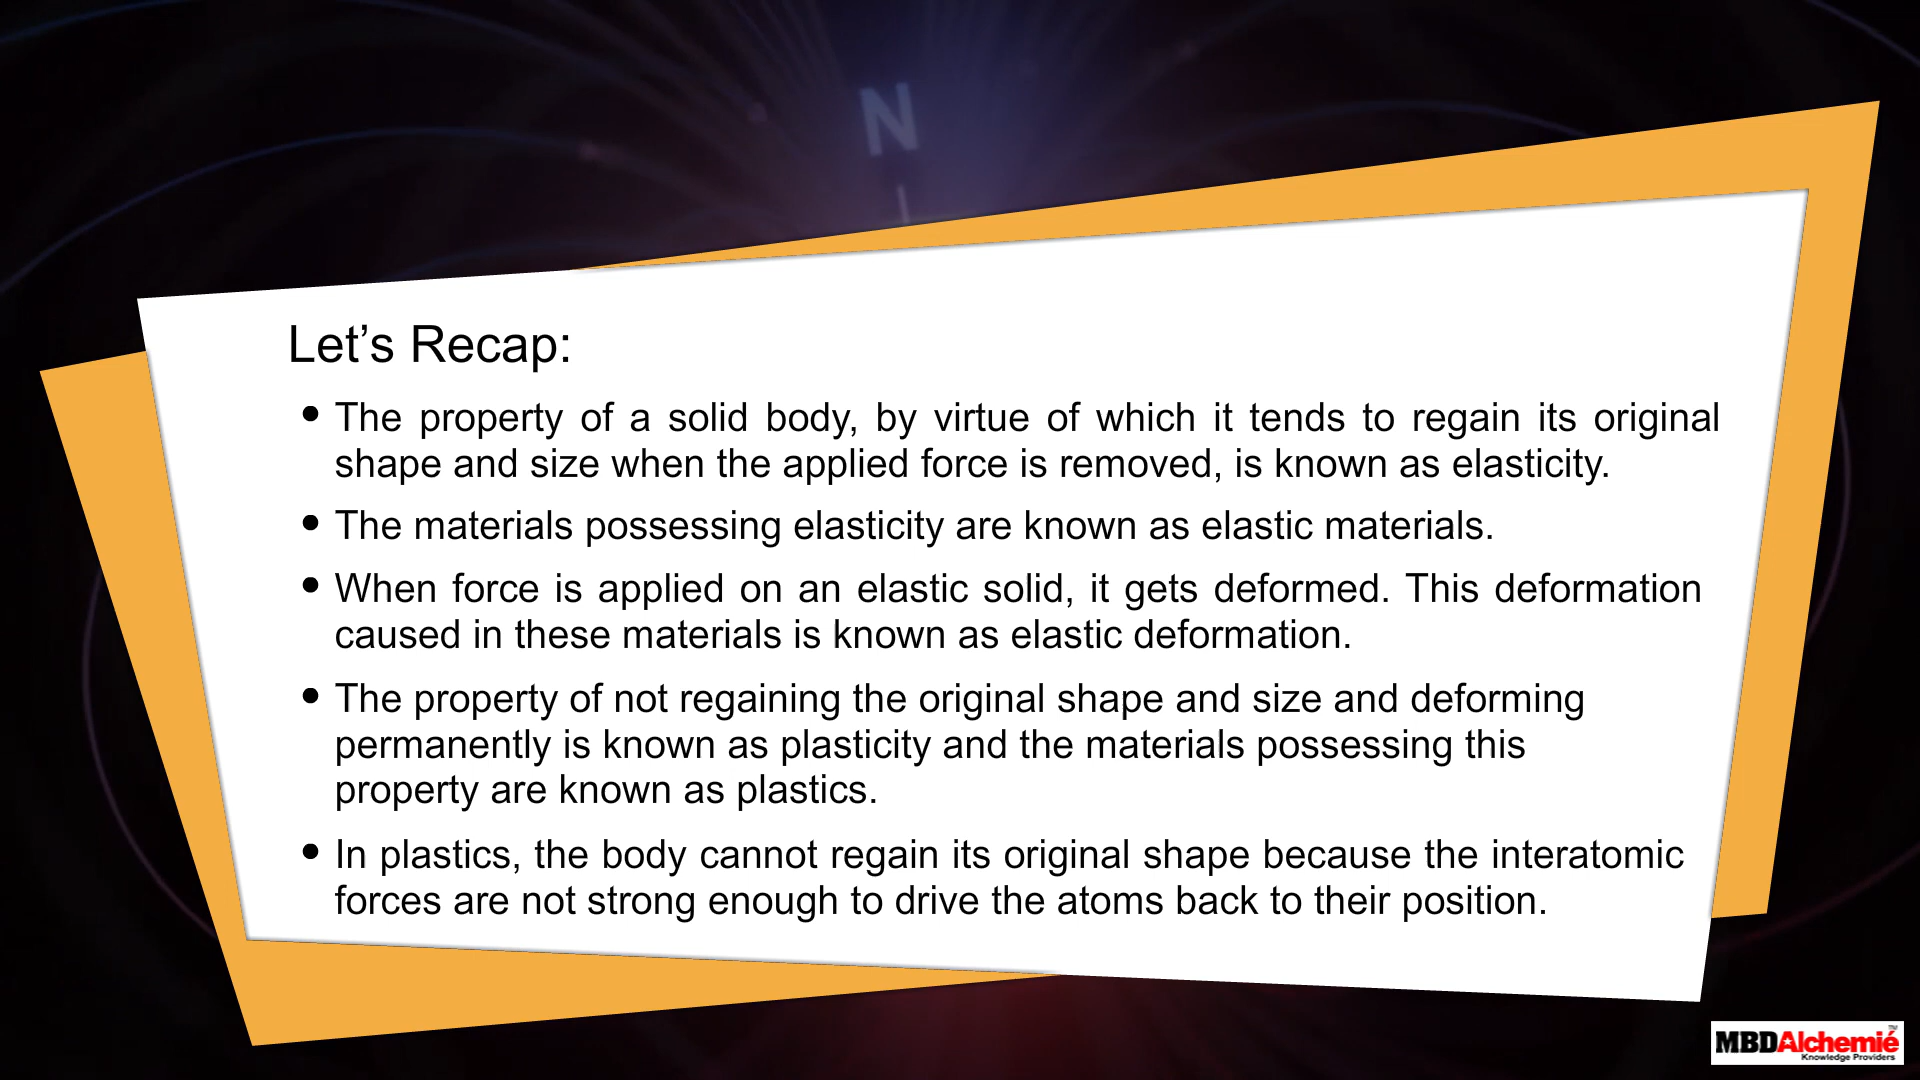 N
Let’s Recap:
• The property of a solid body, by virtue of which it tends to regain its original
shape and size when the applied force is removed, is known as elasticity.
• The materials possessing elasticity are known as elastic materials.
• When force is applied on an elastic solid, it gets deformed. This deformation
caused in these materials is known as elastic deformation.
• The property of not regaining the original shape and size and deforming
permanently is known as plasticity and the materials possessing this
property are known as plastics.
• In plastics, the body cannot regain its original shape because the interatomic
forces are not strong enough to drive the atoms back to their position.
MBDAlchemié™
Knowledge Providers